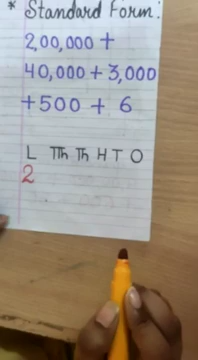 * Standard Form:
2,00,000 +
40,000 + 3,000
+ 500 + 6
L TTh Th H T O
2